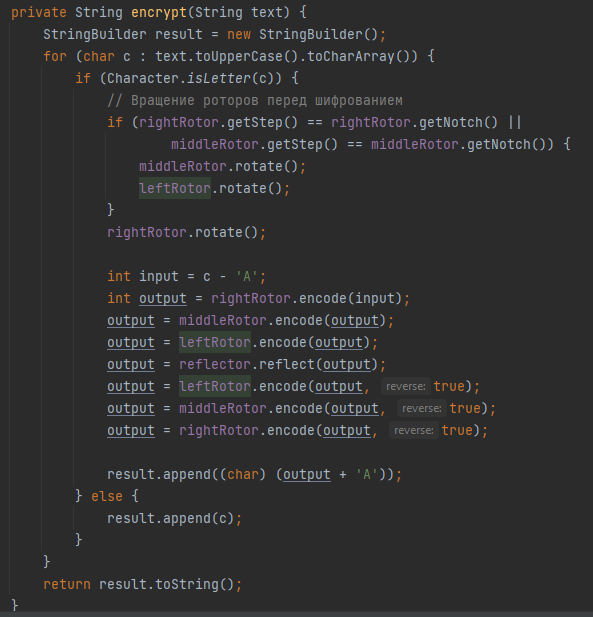 private String encrypt(String text) {
    StringBuilder result = new StringBuilder();
    for (char c : text.toUpperCase().toCharArray()) {
        if (Character.isLetter(c)) {
            // Вращение роторов перед шифрованием
            if (rightRotor.getStep() == rightRotor.getNotch() ||
                    middleRotor.getStep() == middleRotor.getNotch()) {
                middleRotor.rotate();
                leftRotor.rotate();
            }
            rightRotor.rotate();

            int input = c - 'A';
            int output = rightRotor.encode(input);
            output = middleRotor.encode(output);
            output = leftRotor.encode(output);
            output = reflector.reflect(output);
            output = leftRotor.encode(output, reverse: true);
            output = middleRotor.encode(output, reverse: true);
            output = rightRotor.encode(output, reverse: true);

            result.append((char) (output + 'A'));
        } else {
            result.append(c);
        }
    }
    return result.toString();
}